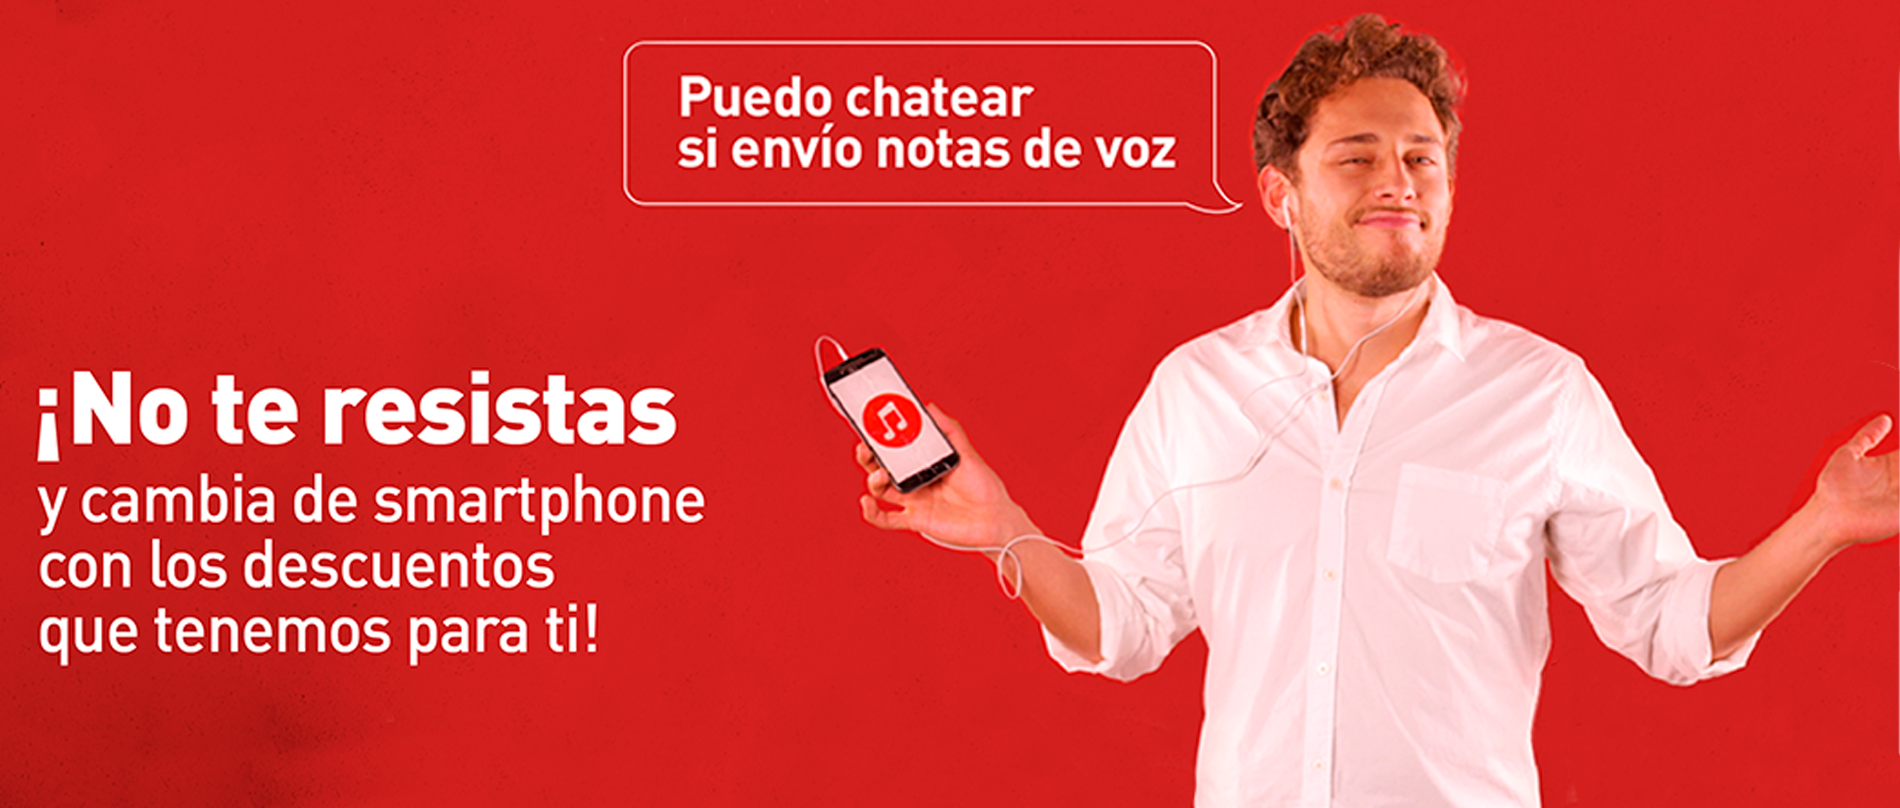 Puedo chatear
si envío notas de voz
¡No te resistas
y cambia de smartphone
con los descuentos
que tenemos para ti!